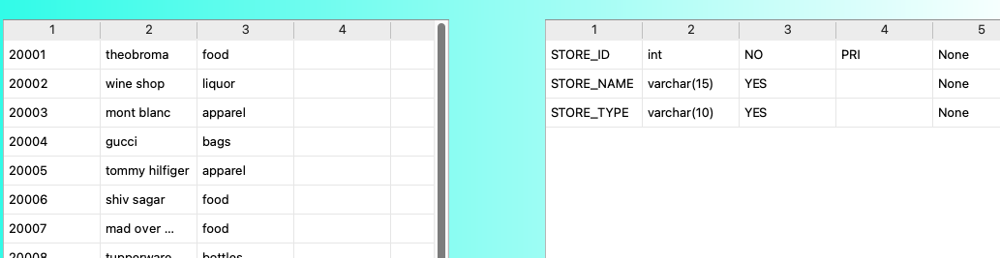 1 2 3 4
20001 theobroma food
20002 wine shop liquor
20003 mont blanc apparel
20004 gucci bags
20005 tommy hilfiger apparel
20006 shiv sagar food
20007 mad over ... food
20008 tupperware bottles
1 2 3 4 5
STORE_ID int NO PRI None
STORE_NAME varchar(15) YES None
STORE_TYPE varchar(10) YES None